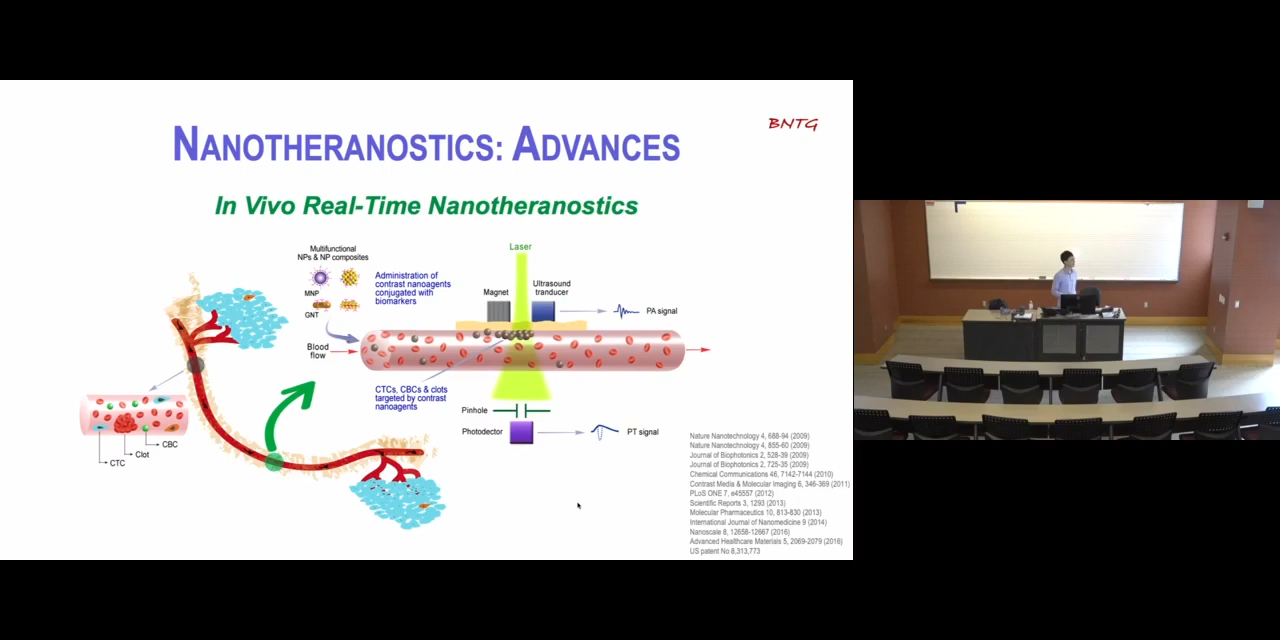 BNTG
NANOTHERANOSTICS: ADVANCES
In Vivo Real-Time Nanotheranostics
Multifunctional
NPs & NP composites
MNP
GNT
Administration of
contrast nanoagents
conjugated with
biomarkers
Laser
Magnet
Ultrasound
tranducer
PA signal
Blood
flow
CTCs, CBCs & clots
targeted by contrast
nanoagents
Pinhole
Photodector
PT signal
CBC
Clot
CTC
Nature Nanotechnology 4, 688-94 (2009)
Nature Nanotechnology 4, 855-60 (2009)
Journal of Biophotonics 2, 528-39 (2009)
Journal of Biophotonics 2, 725-35 (2009)
Chemical Communications 46, 7142-7144 (2010)
Contrast Media & Molecular Imaging 6, 346-369 (2011)
PLoS ONE 7, e45557 (2012)
Scientific Reports 3, 1293 (2013)
Molecular Pharmaceutics 10, 813-830 (2013)
International Journal of Nanomedicine 9 (2014)
Nanoscale 8, 12658-12667 (2016)
Advanced Healthcare Materials 5, 2069-2079 (2016)
US patent No 8,313,773